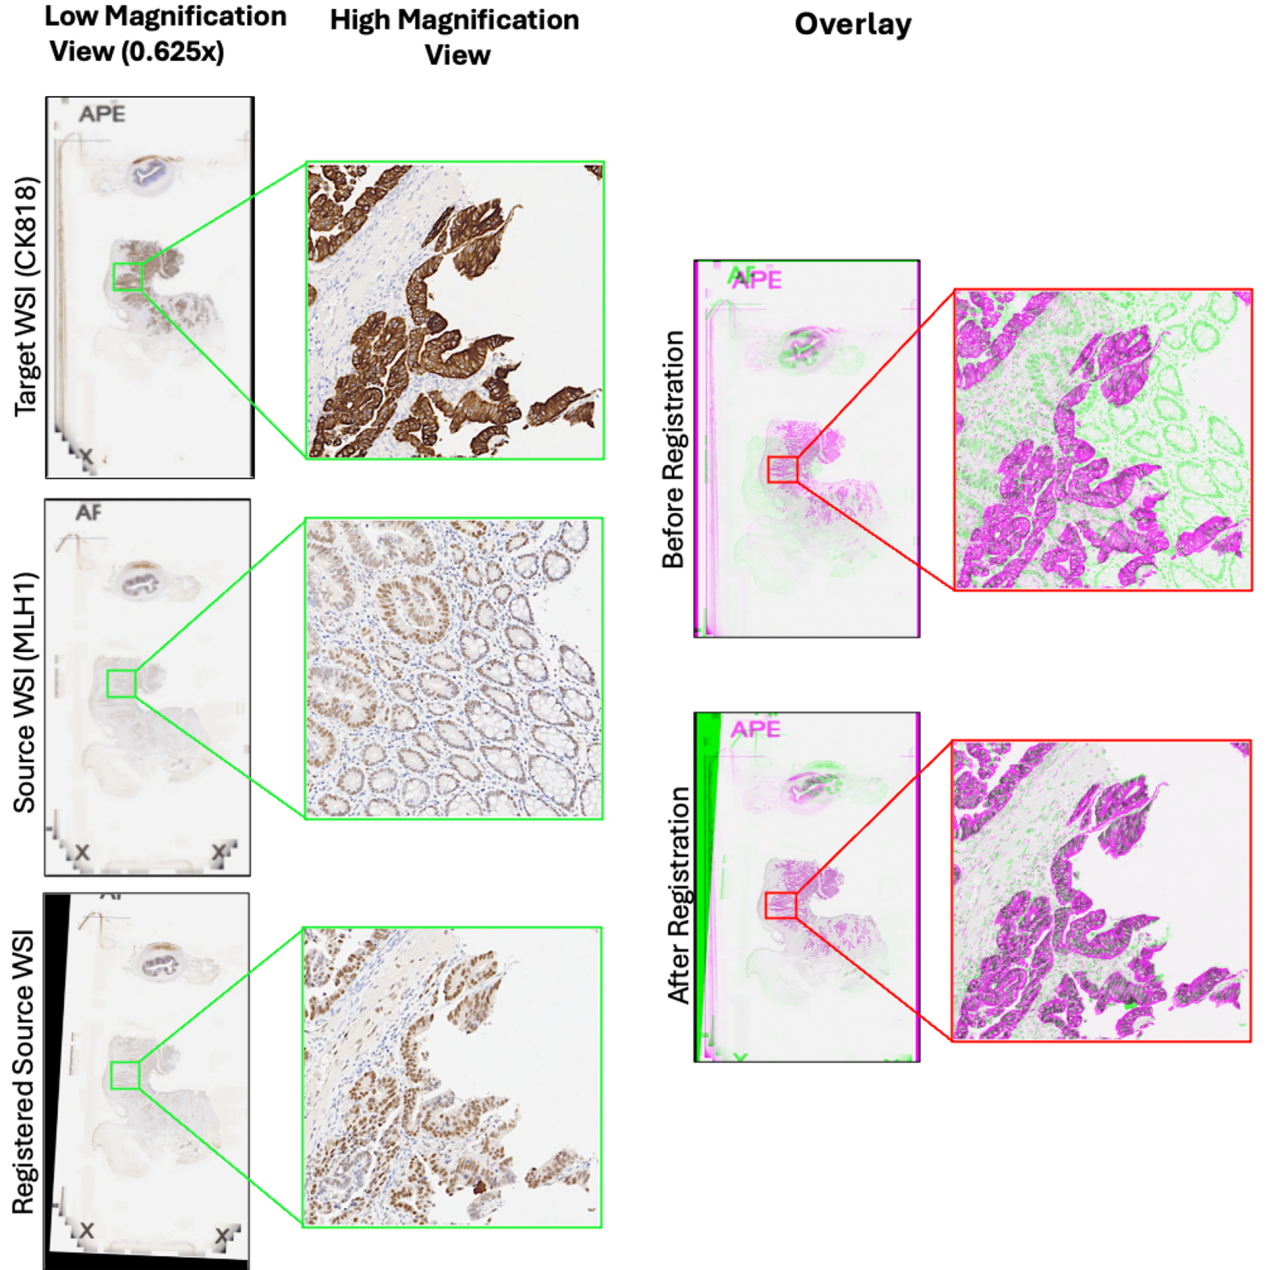 Low Magnification
View (0.625x)
High Magnification
View
Overlay
Target WSI (CK818)
APE
X
Source WSI (MLH1)
AF
X
X
Registered Source WSI
X
X
Before Registration
APE
After Registration
APE
X